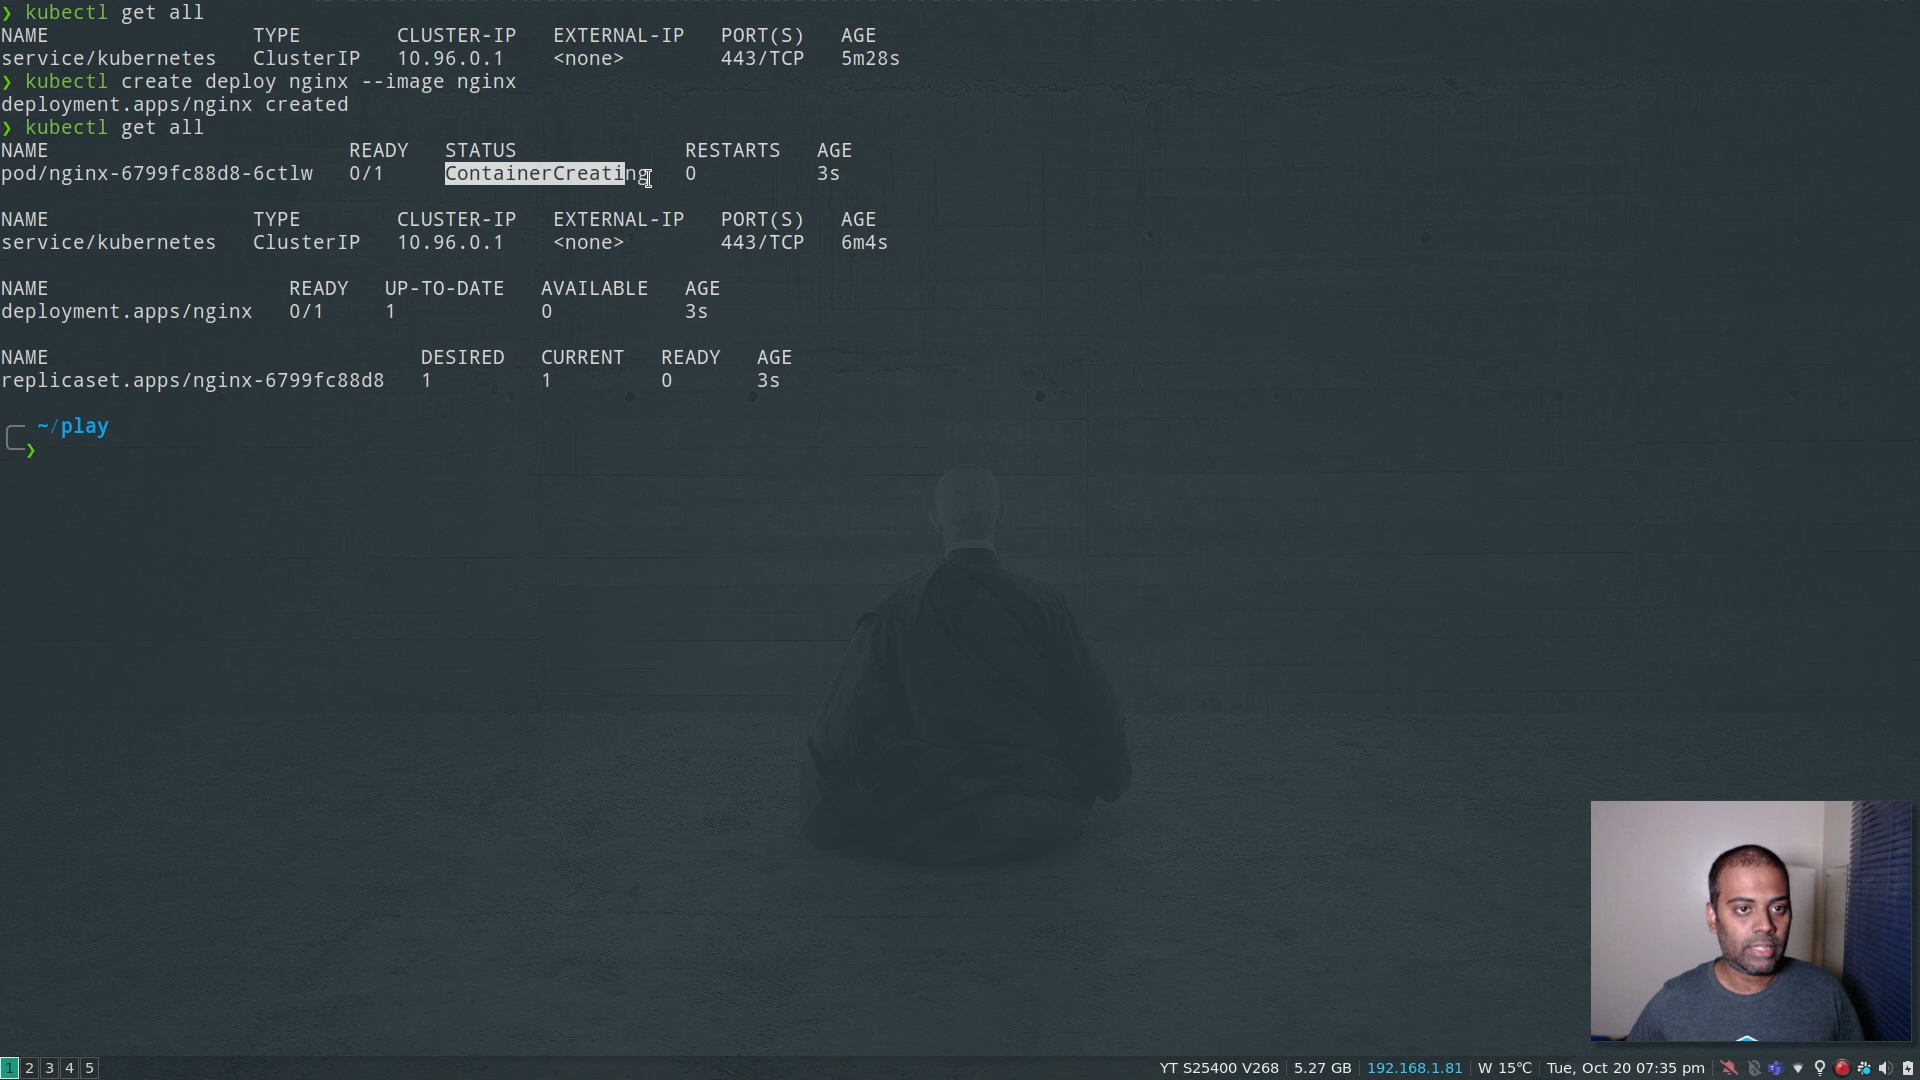 ❯ kubectl get all
NAME TYPE CLUSTER-IP EXTERNAL-IP PORT(S) AGE
service/kubernetes ClusterIP 10.96.0.1 <none> 443/TCP 5m28s
❯ kubectl create deploy nginx --image nginx
deployment.apps/nginx created
❯ kubectl get all
NAME READY STATUS RESTARTS AGE
pod/nginx-6799fc88d8-6ctlw 0/1 ContainerCreating 0 3s
NAME TYPE CLUSTER-IP EXTERNAL-IP PORT(S) AGE
service/kubernetes ClusterIP 10.96.0.1 <none> 443/TCP 6m4s
NAME READY UP-TO-DATE AVAILABLE AGE
deployment.apps/nginx 0/1 1 0 3s
NAME DESIRED CURRENT READY AGE
replicaset.apps/nginx-6799fc88d8 1 1 0 3s
~/play
❯
1 2 3 4 5 YT S25400 V268 5.27 GB 192.168.1.81 W 15℃ Tue, Oct 20 07:35 pm